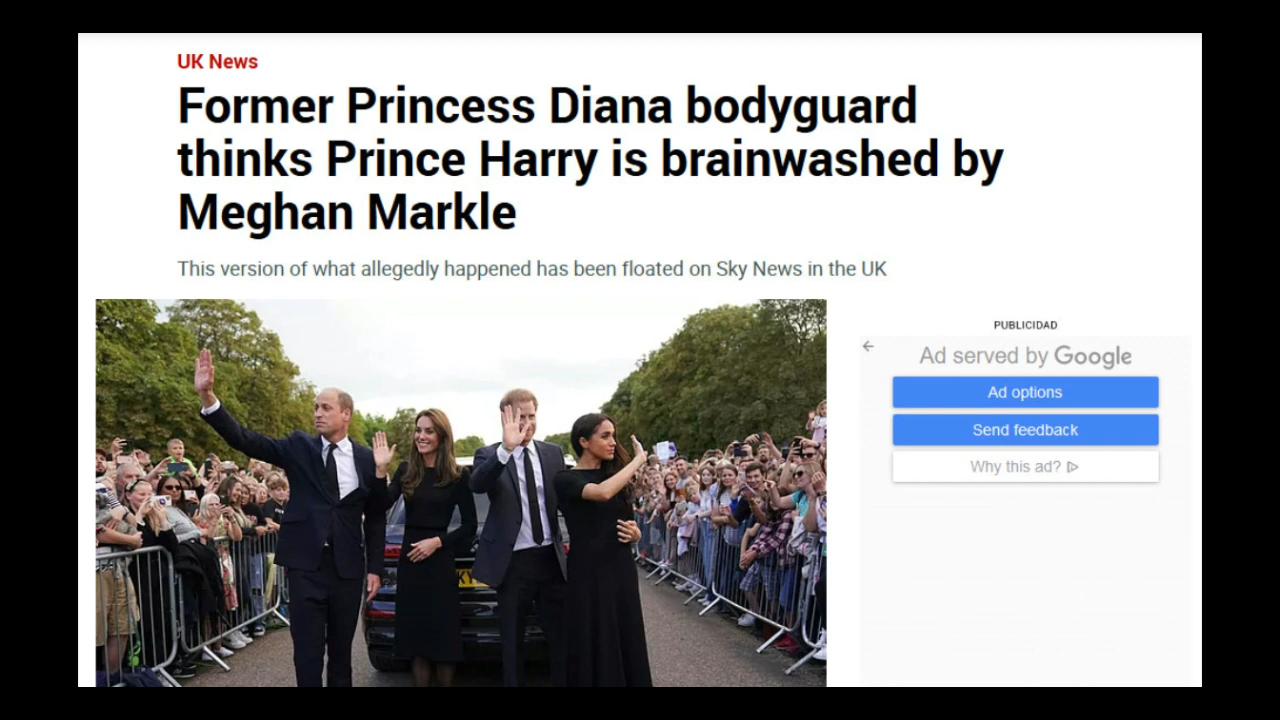 UK News
Former Princess Diana bodyguard
thinks Prince Harry is brainwashed by
Meghan Markle
This version of what allegedly happened has been floated on Sky News in the UK
PUBLICIDAD
Ad served by Google
Ad options
Send feedback
Why this ad?